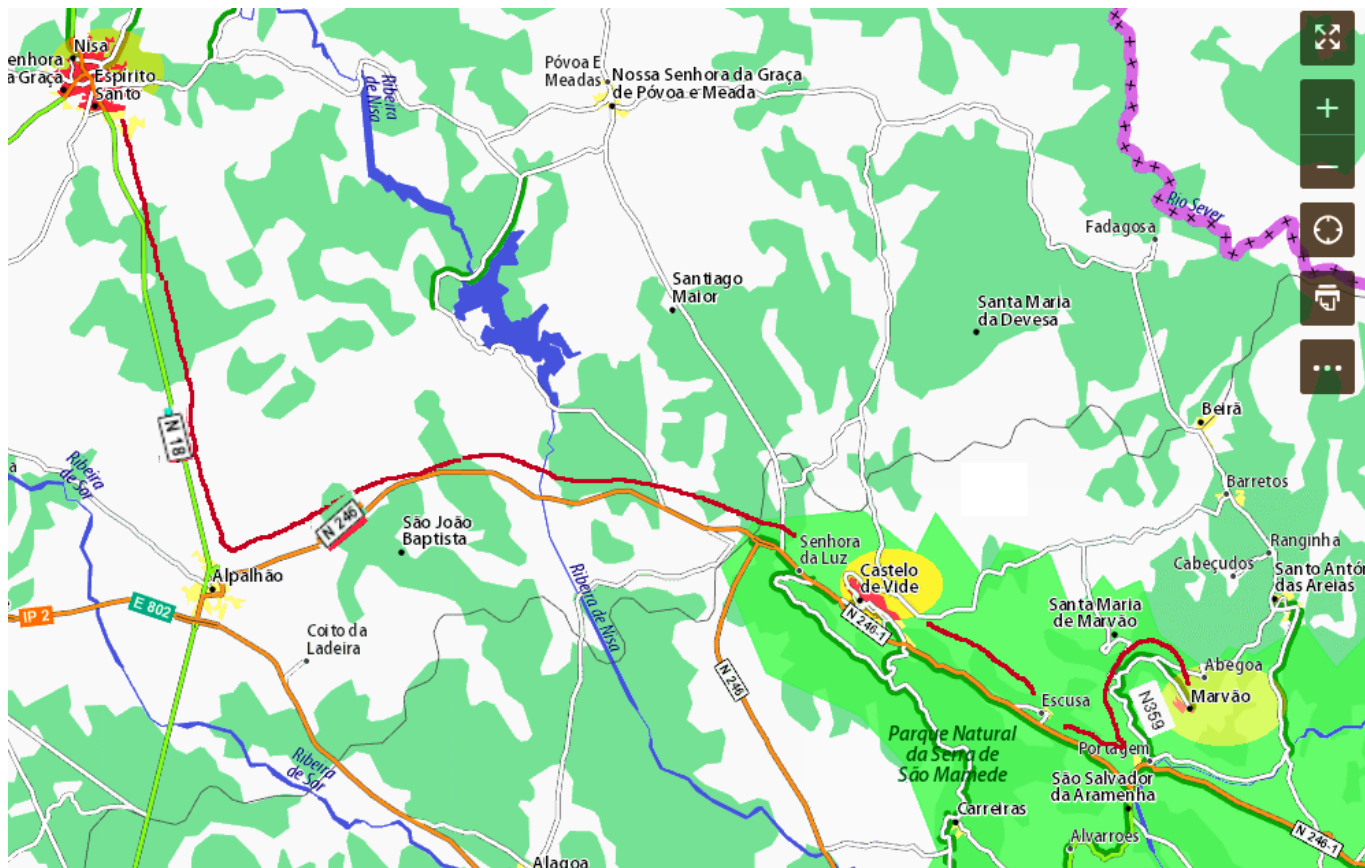 Nisa
enhora
a Graça
Espírito
Santo
Ribeira
de Nisa
Póvoa E
Meadas
Nossa Senhora da Graça
de Póvoa e Meada
Rio Sever
Fadagosa
Santiago
Maior
Santa Maria
da Devesa
Beirã
N 18
Ribeira
de Sor
a
Barretos
N 246
São João
Baptista
Senhora
da Luz
Ranginha
Cabeçudos
Castelo
de Vide
Santo Antón
das Areias
Alpalhão
E 802
IP 2
Ribeira de Nisa
Coito da
Ladeira
N 246-1
Santa Maria
de Marvão
Abegoa
N 246
Escusa
N359
Marvão
Parque Natural
da Serra de
São Mamede
Portagem
Ribeira
de Sor
São Salvador
da Aramenha
Carreiras
N 246-1
Alvarroes
Alagoa